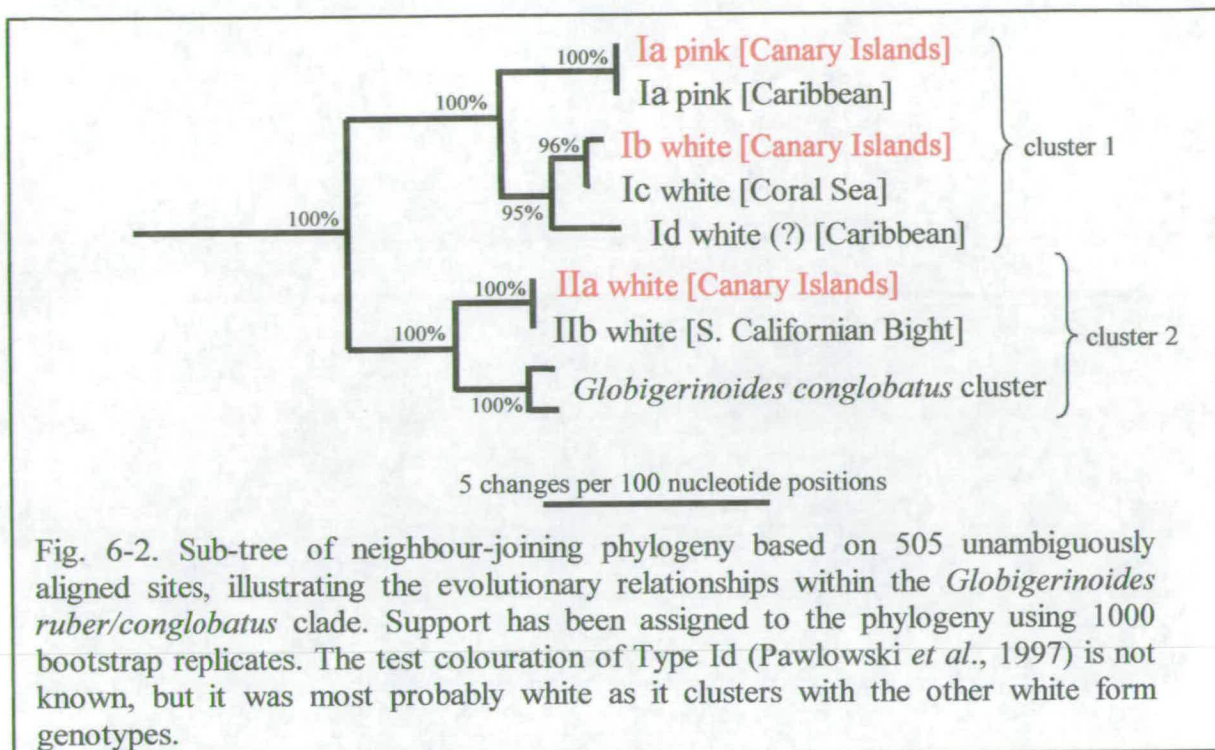 100% Ia pink [Canary Islands]
Ia pink [Caribbean]
100%
96% Ib white [Canary Islands]
cluster 1
Ic white [Coral Sea]
100%
95%
Id white (?) [Caribbean]
100% IIa white [Canary Islands]
100%
IIb white [S. Californian Bight]
cluster 2
Globigerinoides conglobatus cluster
100%
5 changes per 100 nucleotide positions
Fig. 6-2. Sub-tree of neighbour-joining phylogeny based on 505 unambiguously
aligned sites, illustrating the evolutionary relationships within the Globigerinoides
ruber/conglobatus clade. Support has been assigned to the phylogeny using 1000
bootstrap replicates. The test colouration of Type Id (Pawlowski et al., 1997) is not
known, but it was most probably white as it clusters with the other white form
genotypes.